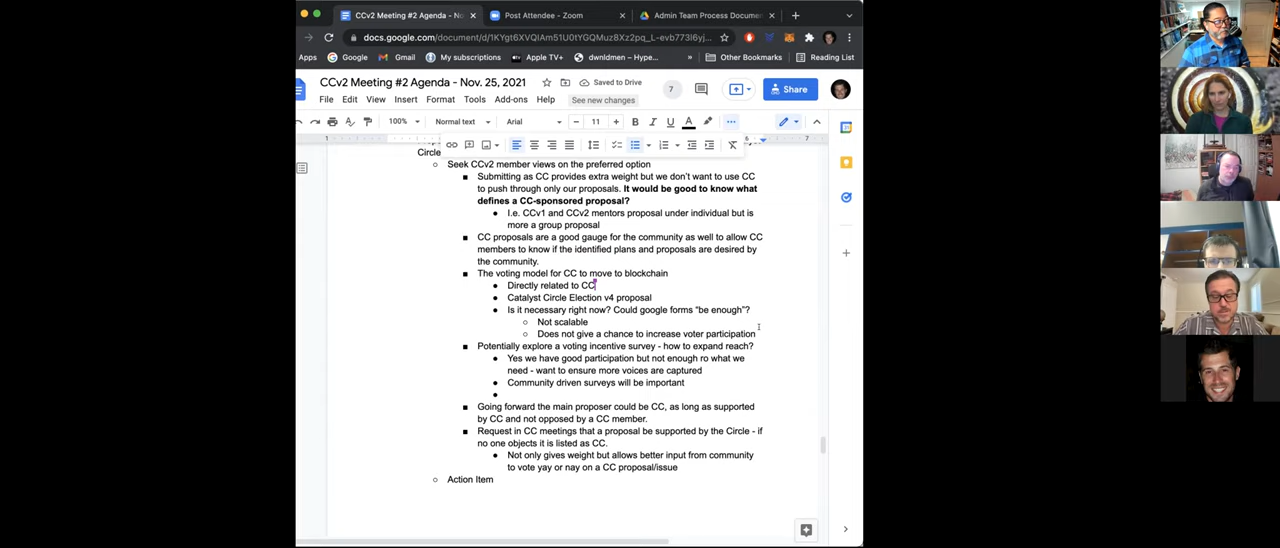 CCv2 Meeting #2 Agenda - No
Post Attendee - Zoom
Admin Team Process Documen
docs.google.com/document/d/1KYgt6XVQIAm51U0tYGQMuz8Xz2pq_L-evb773i6yj...
Apps
Google
Gmail
My subscriptions
Apple TV+
dwnldmen – Hype...
»
Other Bookmarks
Reading List
CCv2 Meeting #2 Agenda - Nov. 25, 2021
Saved to Drive
7
Share
File Edit View Insert Format Tools Add-ons Help
See new changes
100%
Normal text
Arial
11
B I U A
1
6
7
Circle
Seek CCv2 member views on the preferred option
Submitting as CC provides extra weight but we don't want to use CC
to push through only our proposals. It would be good to know what
defines a CC-sponsored proposal?
I.e. CCv1 and CCv2 mentors proposal under individual but is
more a group proposal
CC proposals are a good gauge for the community as well to allow CC
members to know if the identified plans and proposals are desired by
the community.
The voting model for CC to move to blockchain
Directly related to CC
Catalyst Circle Election v4 proposal
Is it necessary right now? Could google forms “be enough”?
Not scalable
Does not give a chance to increase voter participation
Potentially explore a voting incentive survey - how to expand reach?
Yes we have good participation but not enough ro what we
need - want to ensure more voices are captured
Community driven surveys will be important
Going forward the main proposer could be CC, as long as supported
by CC and not opposed by a CC member.
Request in CC meetings that a proposal be supported by the Circle - if
no one objects it is listed as CC.
Not only gives weight but allows better input from community
to vote yay or nay on a CC proposal/issue
Action Item